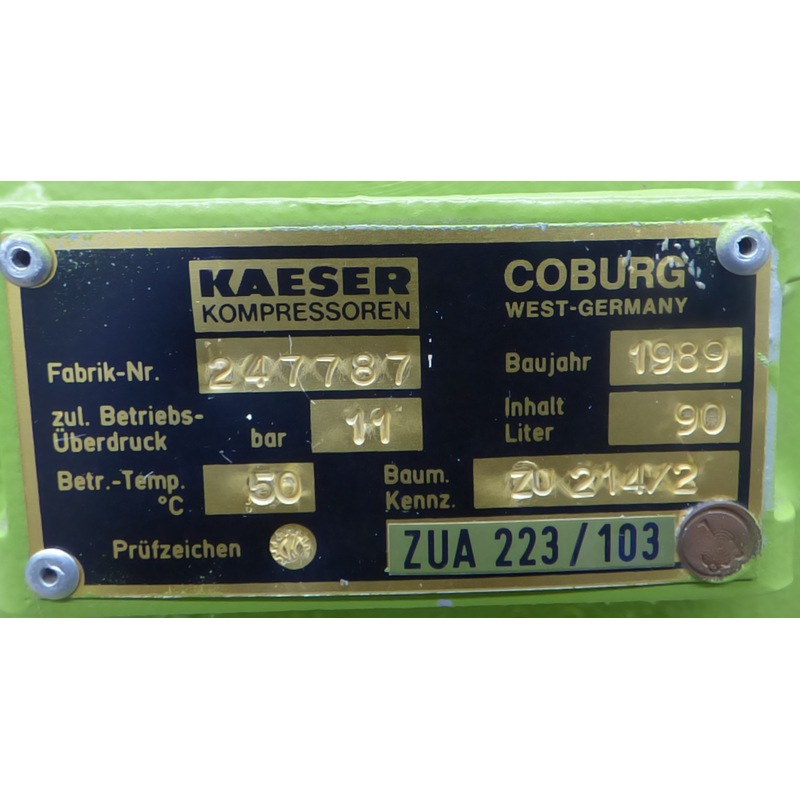 KAESER
KOMPRESSOREN
COBURG
WEST-GERMANY
Fabrik-Nr. 247787
Baujahr 1989
zul. Betriebs-
Überdruck bar 11
Inhalt
Liter 90
Betr.-Temp.
°C 50
Baum.
Kennz. ZU 214/2
Prüfzeichen
ZUA 223/103